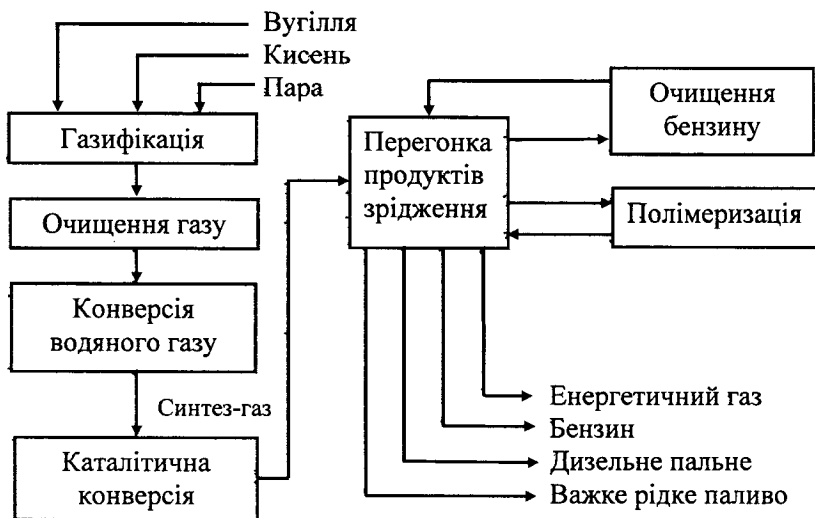 Вугілля
Кисень
Пара
Газифікація
Очищення газу
Конверсія
водяного газу
Синтез-газ
Каталітична
конверсія
Перегонка
продуктів
зрідження
Очищення
бензину
Полімеризація
Енергетичний газ
Бензин
Дизельне пальне
Важке рідке паливо